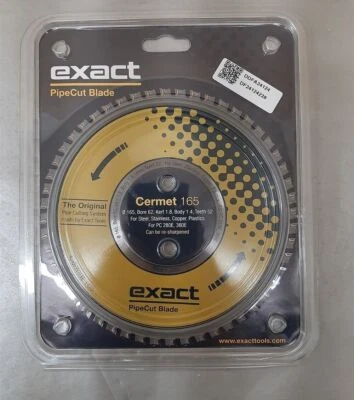 exact
PipeCut Blade
DDFA24124
DF24124224
Cermet 165
Ø 165, Bore 62, Kerf 1.8, Body 1.4, Teeth 52
For Steel, Stainless, Copper, Plastics
For PC 280E, 360E
Can be re-sharpened
The Original
Pipe Cutting System
exact
PipeCut Blade
www.exacttools.com